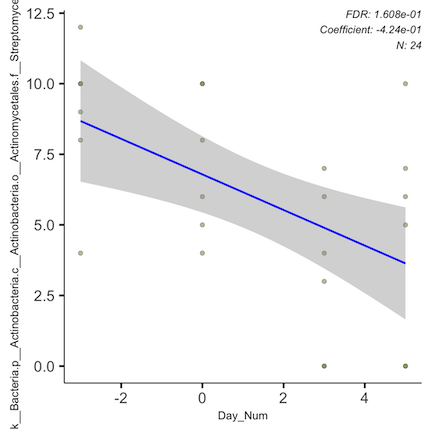 k__Bacteria.p__Actinobacteria.c__Actinobacteria.o__Actinomycetales.f__Streptomyce
12.5
10.0
7.5
5.0
2.5
0.0
FDR: 1.608e-01
Coefficient: -4.24e-01
N: 24
-2
0
2
4
Day_Num